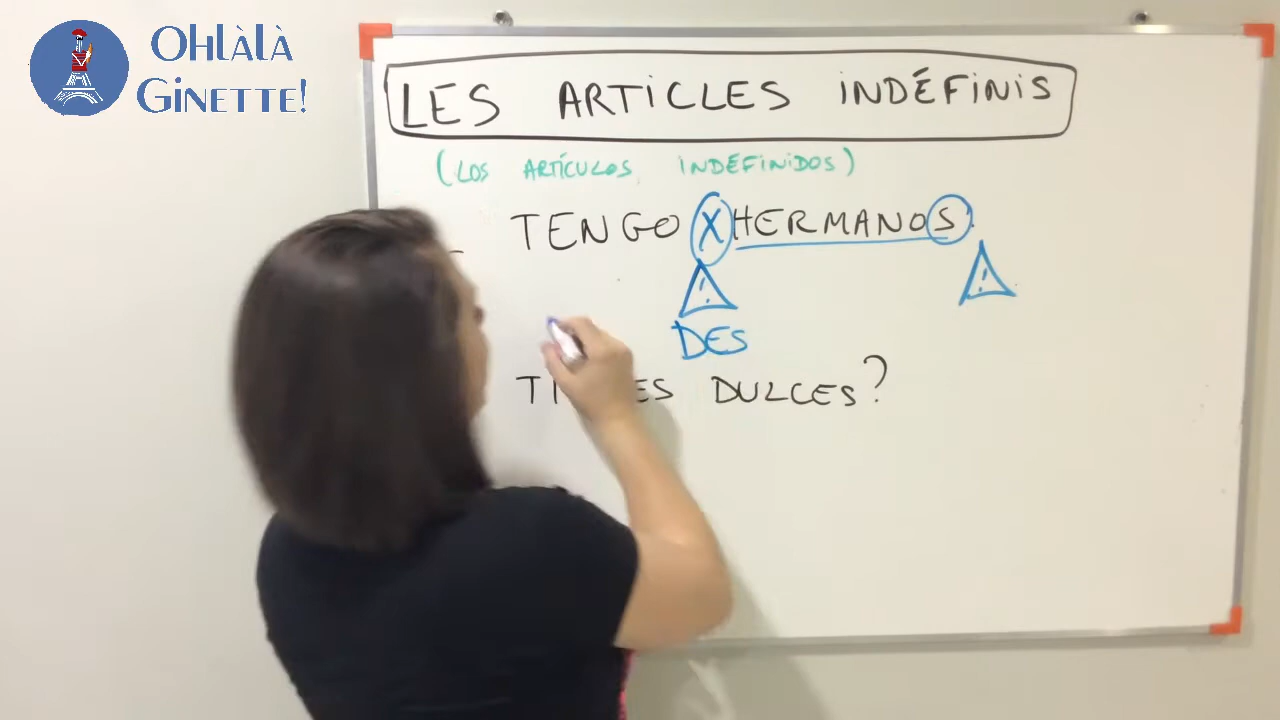 OHLÀLÀ
GINETTE!
LES ARTICLES INDÉFINIS
(LOS ARTÍCULOS INDEFINIDOS)
- TENGO X HERMANOS.
! !
DES
DULCES?